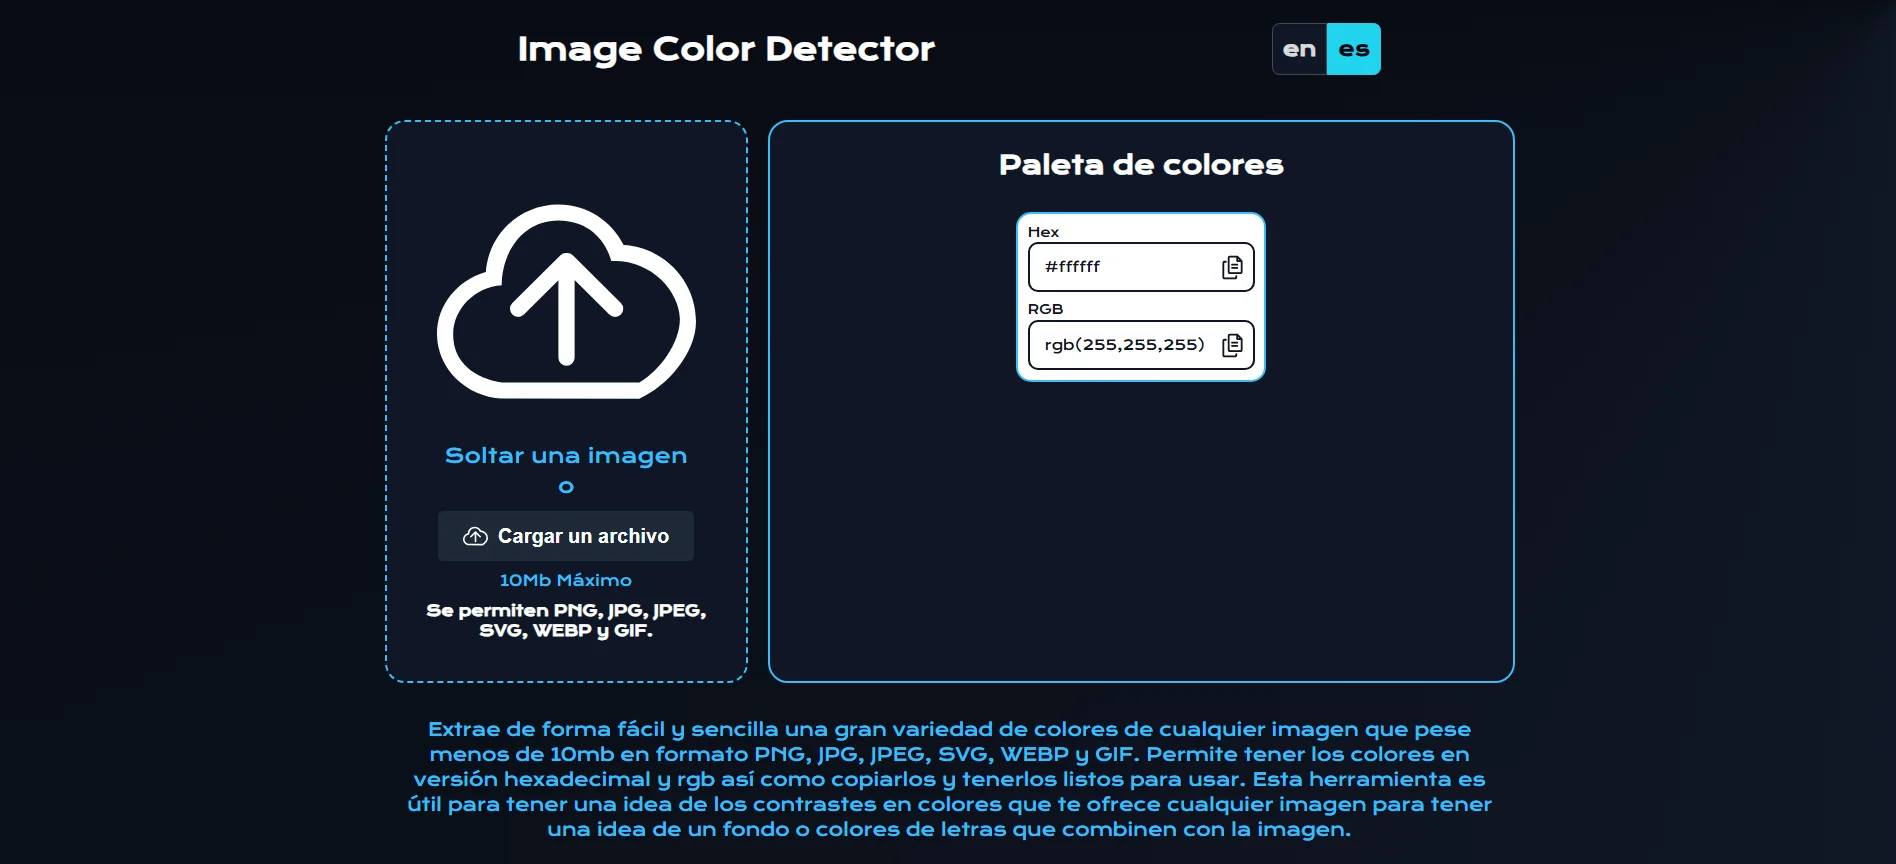 Image Color Detector
en es
Soltar una imagen
o
Cargar un archivo
10Mb Máximo
Se permiten PNG, JPG, JPEG,
SVG, WEBP y GIF.
Paleta de colores
Hex
#ffffff
RGB
rgb(255,255,255)
Extrae de forma fácil y sencilla una gran variedad de colores de cualquier imagen que pese
menos de 10mb en formato PNG, JPG, JPEG, SVG, WEBP y GIF. Permite tener los colores en
versión hexadecimal y rgb así como copiarlos y tenerlos listos para usar. Esta herramienta es
útil para tener una idea de los contrastes en colores que te ofrece cualquier imagen para tener
una idea de un fondo o colores de letras que combinen con la imagen.